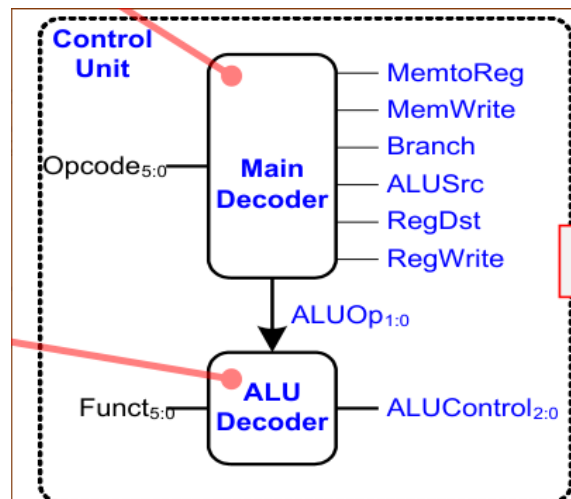 Control
Unit
MemtoReg
MemWrite
Branch
Opcode5:0
Main
Decoder
ALUSrc
RegDst
RegWrite
ALUOp1:0
Funct5:0
ALU
Decoder
ALUControl2:0